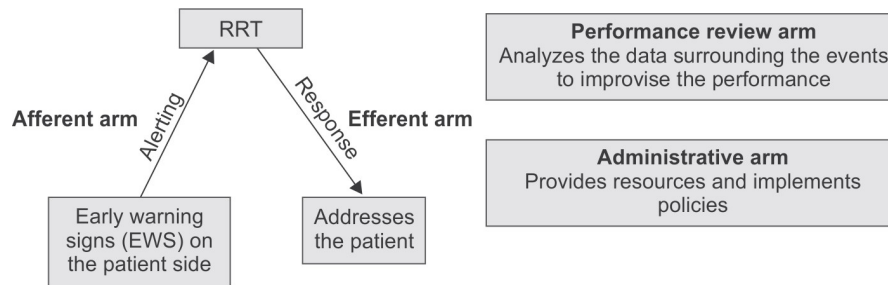 RRT
Afferent arm
Alerting
Response
Efferent arm
Early warning
signs (EWS) on
the patient side
Addresses
the patient
Performance review arm
Analyzes the data surrounding the events
to improvise the performance
Administrative arm
Provides resources and implements
policies